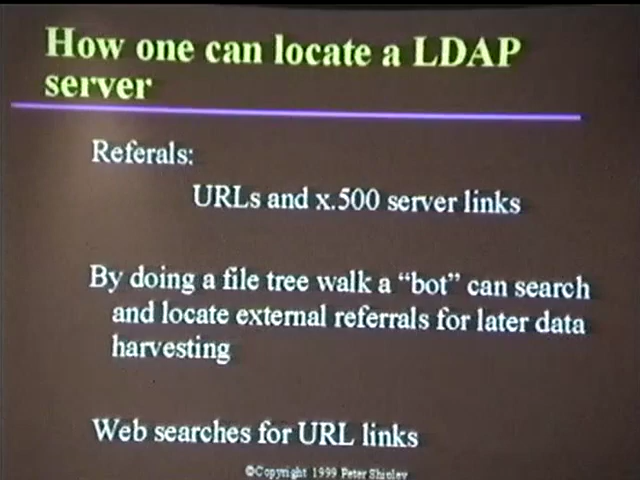 How one can locate a LDAP
server
Referals:
URLs and x.500 server links
By doing a file tree walk a “bot” can search
and locate external referrals for later data
harvesting
Web searches for URL links
©Copyright 1999 Peter Shipley